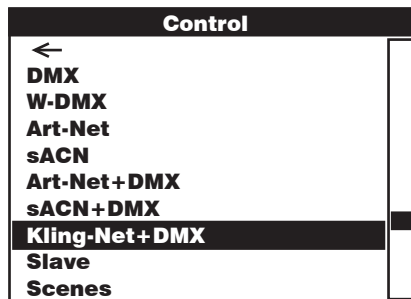 Control
←
DMX
W-DMX
Art-Net
sACN
Art-Net+DMX
sACN+DMX
Kling-Net+DMX
Slave
Scenes